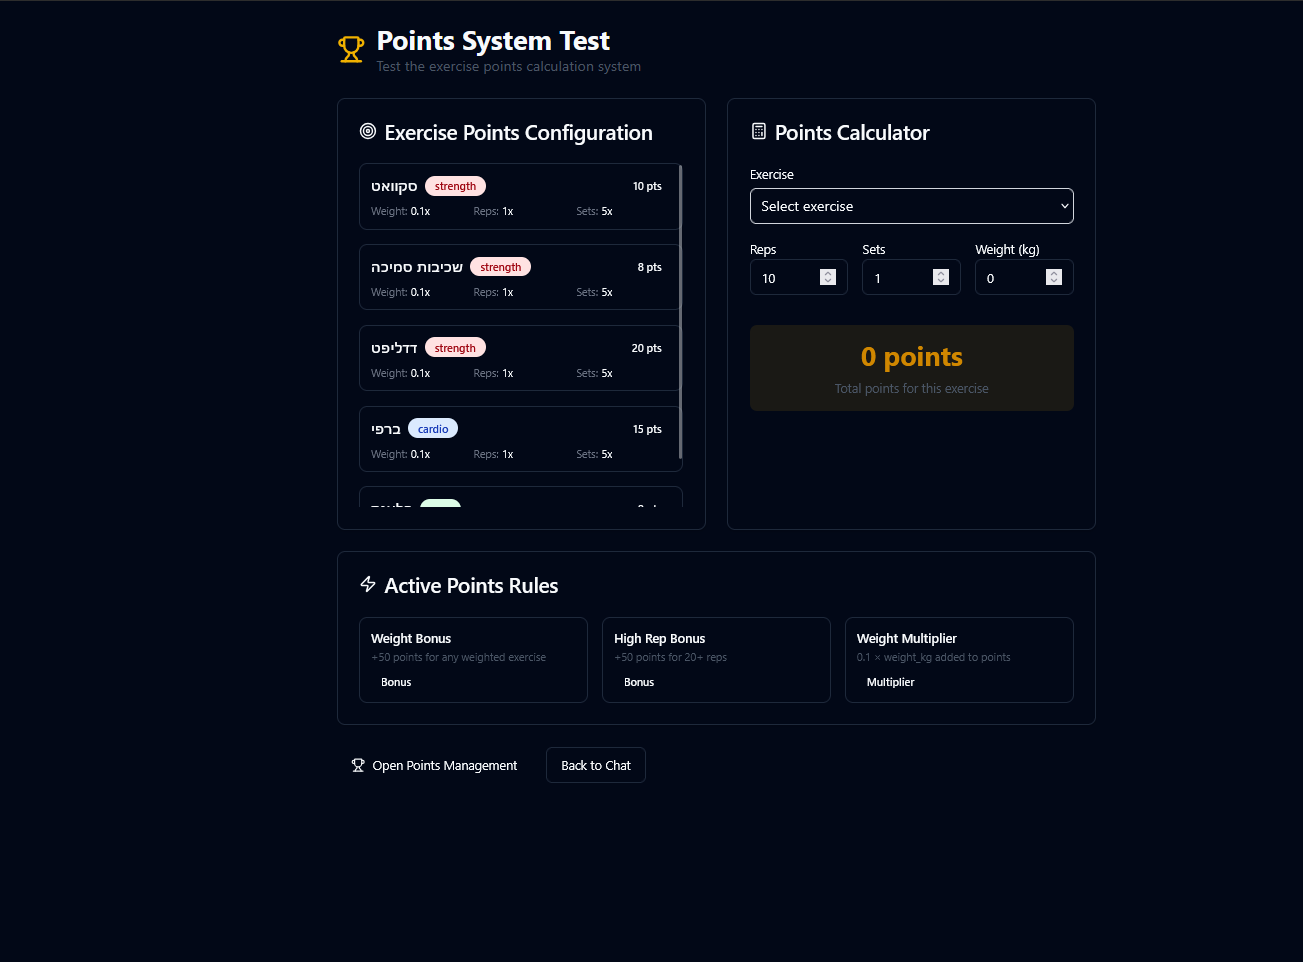 Points System Test
Test the exercise points calculation system
Exercise Points Configuration
סקוואט strength 10 pts
Weight: 0.1x Reps: 1x Sets: 5x
שכיבות סמיכה strength 8 pts
Weight: 0.1x Reps: 1x Sets: 5x
דדליפט strength 20 pts
Weight: 0.1x Reps: 1x Sets: 5x
ברפי cardio 15 pts
Weight: 0.1x Reps: 1x Sets: 5x
Points Calculator
Exercise
Select exercise
Reps Sets Weight (kg)
10 1 0
0 points
Total points for this exercise
Active Points Rules
Weight Bonus
+50 points for any weighted exercise
Bonus
High Rep Bonus
+50 points for 20+ reps
Bonus
Weight Multiplier
0.1 × weight_kg added to points
Multiplier
Open Points Management
Back to Chat